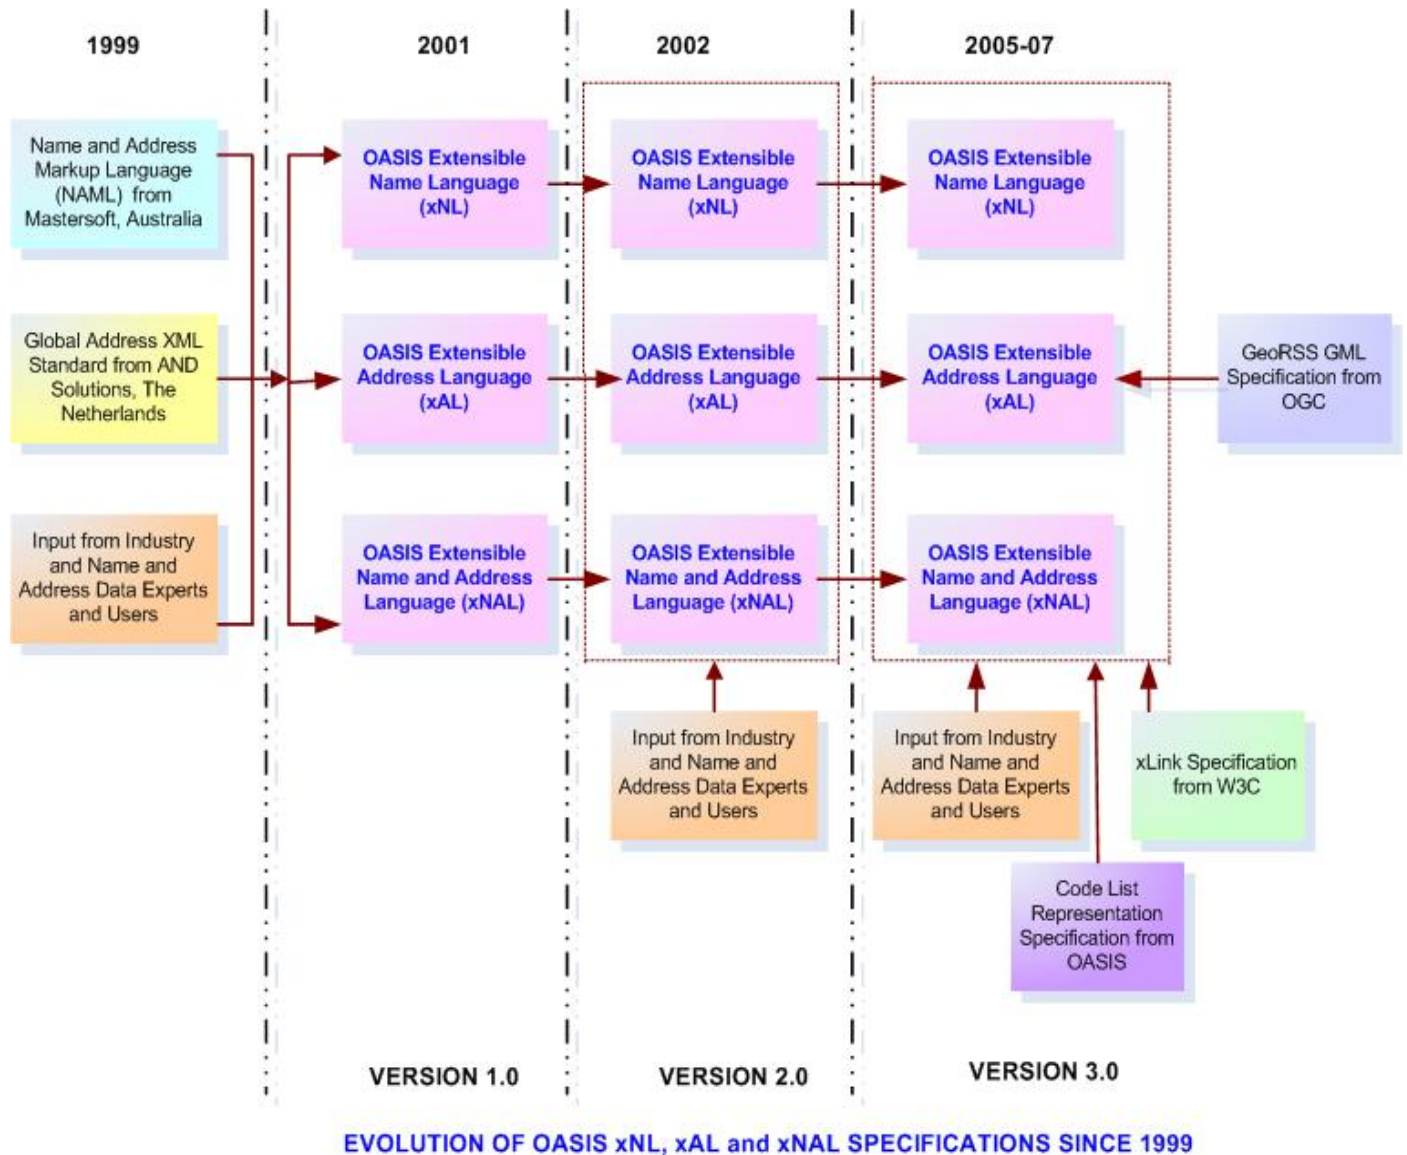 1999
2001
2002
2005-07
Name and Address
Markup Language
(NAML) from
Mastersoft, Australia
OASIS Extensible
Name Language
(xNL)
OASIS Extensible
Name Language
(xNL)
OASIS Extensible
Name Language
(xNL)
Global Address XML
Standard from AND
Solutions, The
Netherlands
OASIS Extensible
Address Language
(xAL)
OASIS Extensible
Address Language
(xAL)
OASIS Extensible
Address Language
(xAL)
GeoRSS GML
Specification from
OGC
Input from Industry
and Name and
Address Data Experts
and Users
OASIS Extensible
Name and Address
Language (xNAL)
OASIS Extensible
Name and Address
Language (xNAL)
OASIS Extensible
Name and Address
Language (xNAL)
Input from Industry
and Name and
Address Data Experts
and Users
Input from Industry
and Name and
Address Data Experts
and Users
xLink Specification
from W3C
Code List
Representation
Specification from
OASIS
VERSION 1.0
VERSION 2.0
VERSION 3.0
EVOLUTION OF OASIS xNL, xAL and xNAL SPECIFICATIONS SINCE 1999